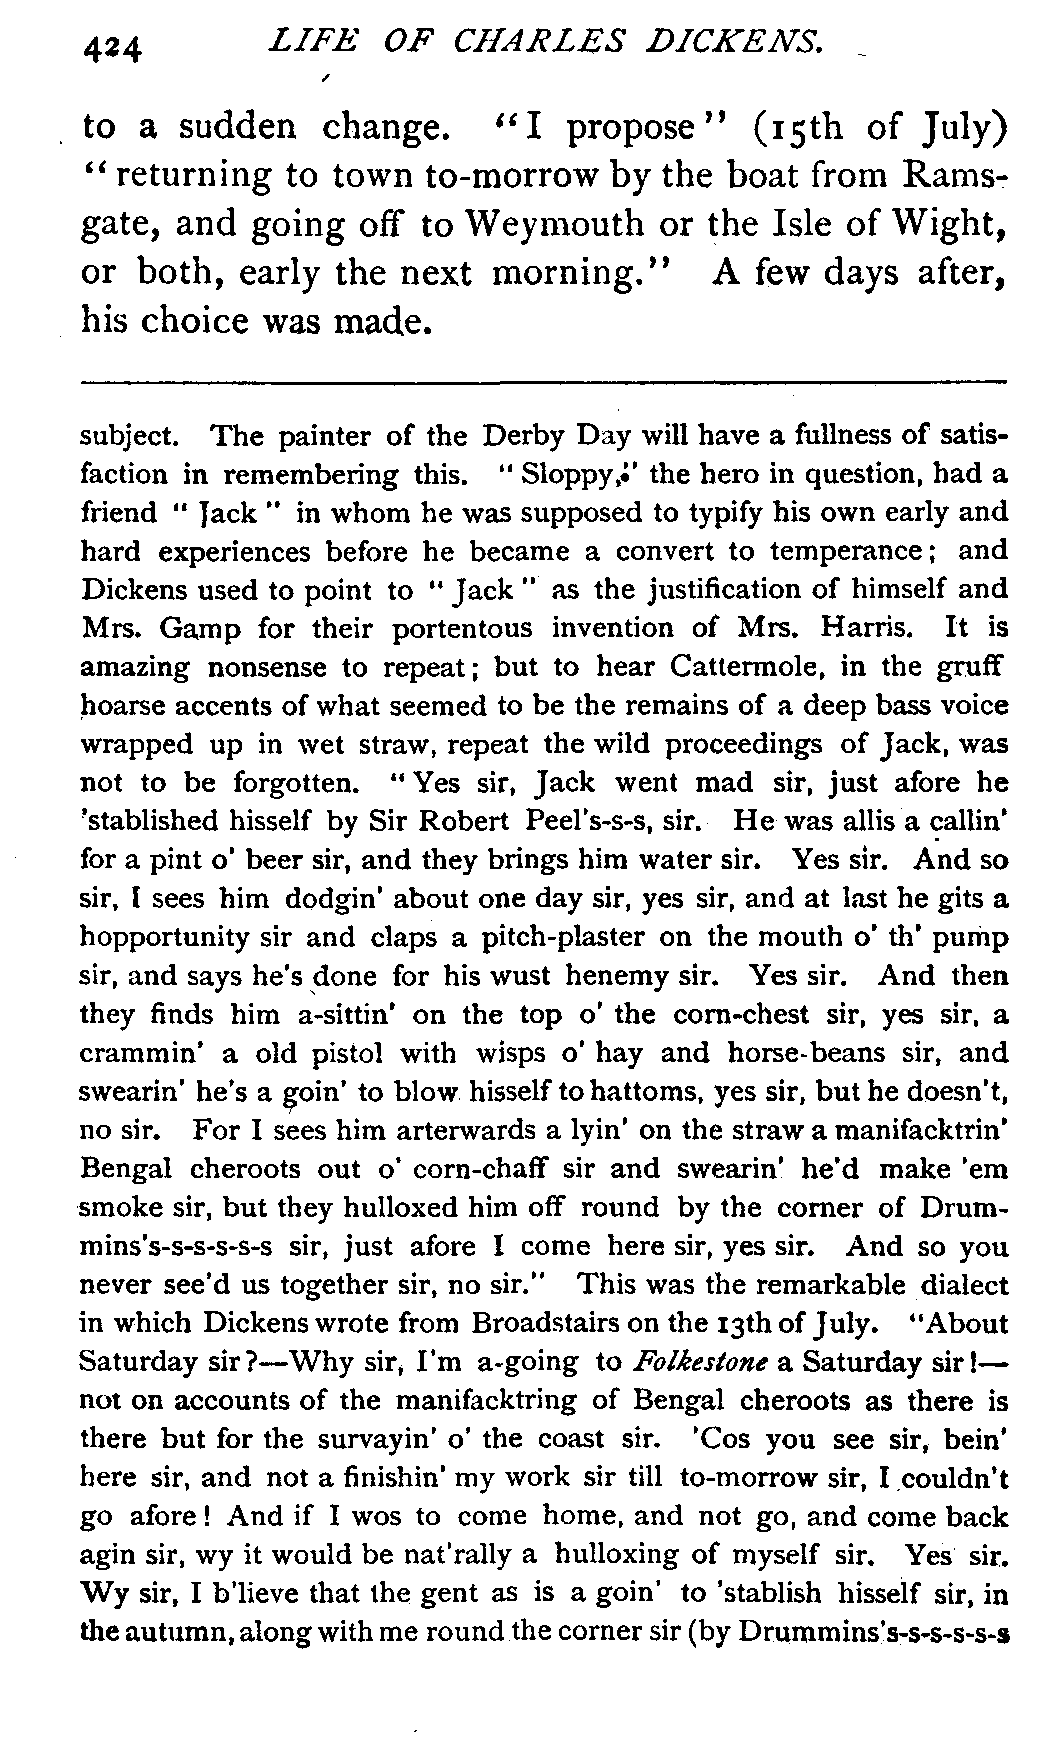 424 LIFE OF CHARLES DICKENS.
to a sudden change. “I propose” (15th of July)
“returning to town to-morrow by the boat from Rams-
gate, and going off to Weymouth or the Isle of Wight,
or both, early the next morning.” A few days after,
his choice was made.
subject. The painter of the Derby Day will have a fullness of satis-
faction in remembering this. “Sloppy,” the hero in question, had a
friend “Jack” in whom he was supposed to typify his own early and
hard experiences before he became a convert to temperance; and
Dickens used to point to “Jack” as the justification of himself and
Mrs. Gamp for their portentous invention of Mrs. Harris. It is
amazing nonsense to repeat; but to hear Cattermole, in the gruff
hoarse accents of what seemed to be the remains of a deep bass voice
wrapped up in wet straw, repeat the wild proceedings of Jack, was
not to be forgotten. “Yes sir, Jack went mad sir, just afore he
'stablished hisself by Sir Robert Peel's-s-s, sir. He was allis a callin'
for a pint o' beer sir, and they brings him water sir. Yes sir. And so
sir, I sees him dodgin' about one day sir, yes sir, and at last he gits a
hopportunity sir and claps a pitch-plaster on the mouth o' th' pump
sir, and says he's done for his wust henemy sir. Yes sir. And then
they finds him a-sittin' on the top o' the corn-chest sir, yes sir, a
crammin' a old pistol with wisps o' hay and horse-beans sir, and
swearin' he's a goin' to blow hisself to hattoms, yes sir, but he doesn't,
no sir. For I sees him arterwards a lyin' on the straw a manifacktrin'
Bengal cheroots out o' corn-chaff sir and swearin' he'd make 'em
smoke sir, but they hulloxed him off round by the corner of Drum-
mins's-s-s-s-s-s sir, just afore I come here sir, yes sir. And so you
never see'd us together sir, no sir.” This was the remarkable dialect
in which Dickens wrote from Broadstairs on the 13th of July. “About
Saturday sir?—Why sir, I'm a-going to Folkestone a Saturday sir!—
not on accounts of the manifacktring of Bengal cheroots as there is
there but for the survayin' o' the coast sir. 'Cos you see sir, bein'
here sir, and not a finishin' my work sir till to-morrow sir, I couldn't
go afore! And if I wos to come home, and not go, and come back
agin sir, wy it would be nat'rally a hulloxing of myself sir. Yes sir.
Wy sir, I b'lieve that the gent as is a goin' to 'stablish hisself sir, in
the autumn, along with me round the corner sir (by Drummins's-s-s-s-s-s